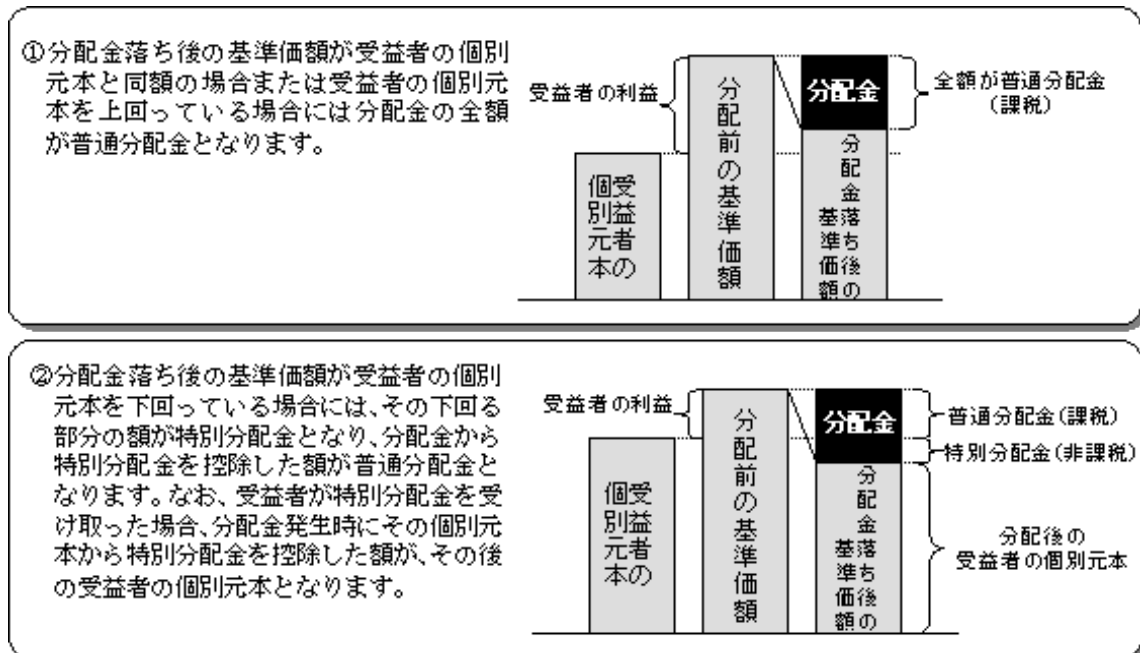 ①分配金落ち後の基準価額が受益者の個別
元本と同額の場合または受益者の個別元
本を上回っている場合には分配金の全額
が普通分配金となります。
受益者の利益
受益者の
個別元本
分配前の基準価額
分配金
分配金落ち後の
基準価額
全額が普通分配金
(課税)
②分配金落ち後の基準価額が受益者の個別
元本を下回っている場合には、その下回る
部分の額が特別分配金となり、分配金から
特別分配金を控除した額が普通分配金と
なります。なお、受益者が特別分配金を受
け取った場合、分配金発生時にその個別元
本から特別分配金を控除した額が、その後
の受益者の個別元本となります。
受益者の利益
受益者の
個別元本
分配前の基準価額
分配金
分配金落ち後の
基準価額
普通分配金(課税)
特別分配金(非課税)
分配後の
受益者の個別元本